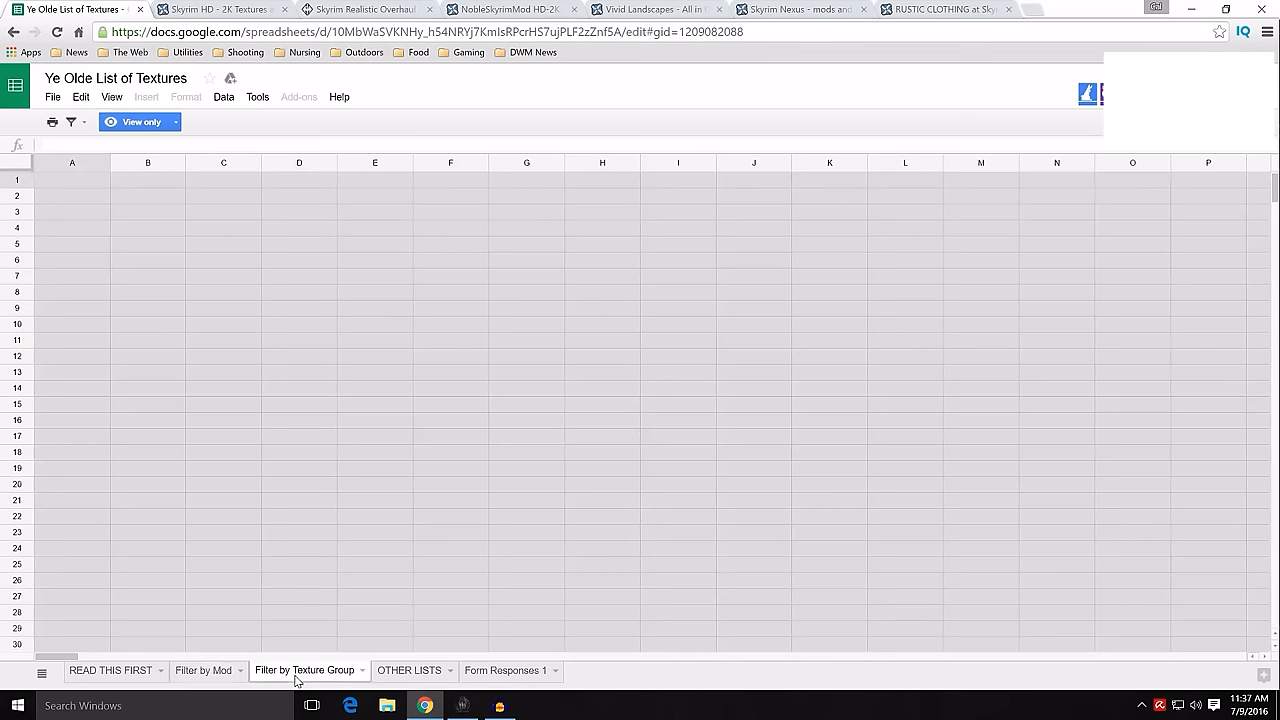 Ye Olde List of Textures -
Skyrim HD - 2K Textures a
Skyrim Realistic Overhaul
NobleSkyrimMod HD-2K
Vivid Landscapes - All in
Skyrim Nexus - mods and
RUSTIC CLOTHING at Sky
Gd
https://docs.google.com/spreadsheets/d/10MbWaSVKNHy_h54NRYj7KmIsRPcrHS7ujPLF2zZnf5A/edit#gid=1209082088
IQ
Apps News The Web Utilities Shooting Hunting Nursing Outdoors Food Gaming DWM News
Ye Olde List of Textures
File Edit View Insert Format Data Tools Add-ons Help
View only
fx
A B C D E F G H I J K L M N O P
1
2
3
4
5
6
7
8
9
10
11
12
13
14
15
16
17
18
19
20
21
22
23
24
25
26
27
28
29
30
READ THIS FIRST Filter by Mod Filter by Texture Group OTHER LISTS Form Responses 1
Search Windows
11:37 AM
7/9/2016